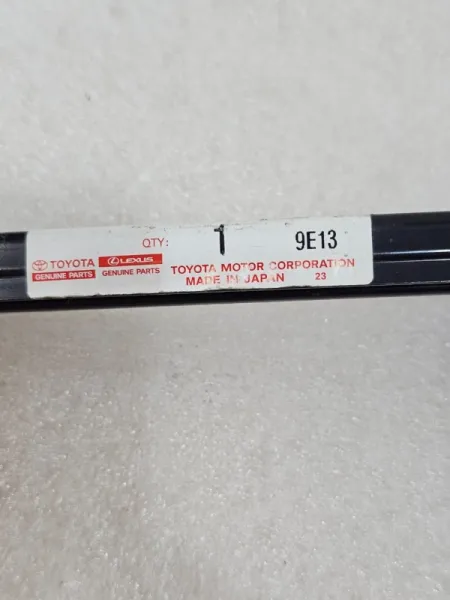 QTY: 1 9E13
TOYOTA LEXUS TOYOTA MOTOR CORPORATION
GENUINE PARTS GENUINE PARTS MADE IN JAPAN 23